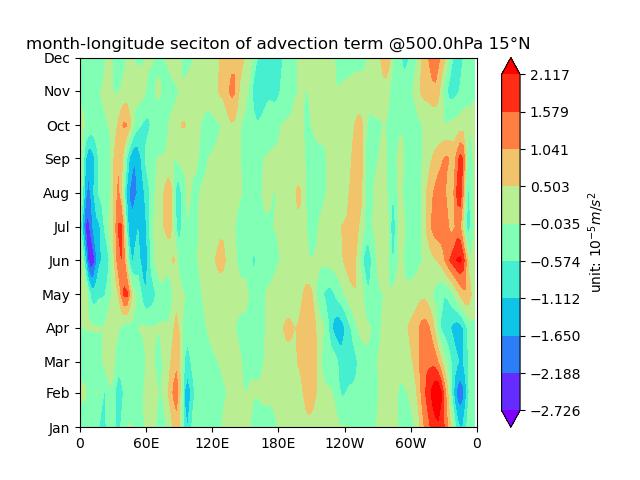 month-longitude seciton of advection term @500.0hPa 15°N
Dec
Nov
Oct
Sep
Aug
Jul
Jun
May
Apr
Mar
Feb
Jan
0 60E 120E 180E 120W 60W 0
2.117
1.579
1.041
0.503
−0.035
−0.574
−1.112
−1.650
−2.188
−2.726
unit: 10⁻⁵m/s²